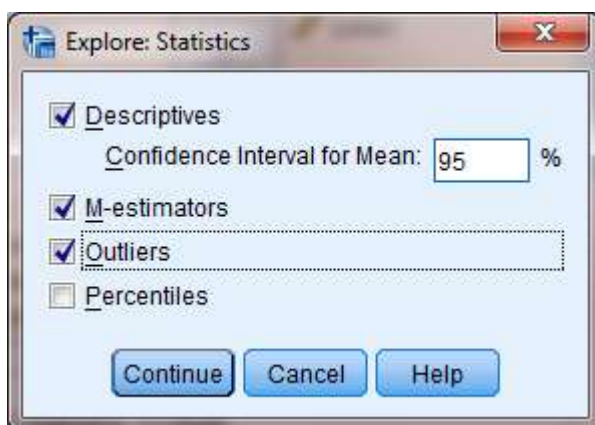 Explore: Statistics
Descriptives
Confidence Interval for Mean: 95 %
M-estimators
Outliers
Percentiles
Continue Cancel Help